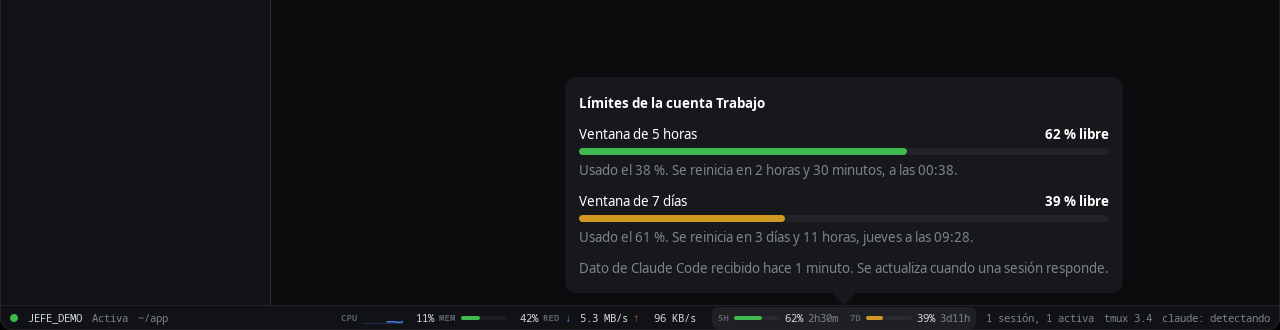 Límites de la cuenta Trabajo
Ventana de 5 horas 62 % libre
Usado el 38 %. Se reinicia en 2 horas y 30 minutos, a las 00:38.
Ventana de 7 días 39 % libre
Usado el 61 %. Se reinicia en 3 días y 11 horas, jueves a las 09:28.
Dato de Claude Code recibido hace 1 minuto. Se actualiza cuando una sesión responde.
JEFE_DEMO Activa ~/app CPU 11% MEM 42% RED ↓ 5.3 MB/s ↑ 96 KB/s 5H 62% 2h30m 7D 39% 3d11h 1 sesión, 1 activa tmux 3.4 claude: detectando